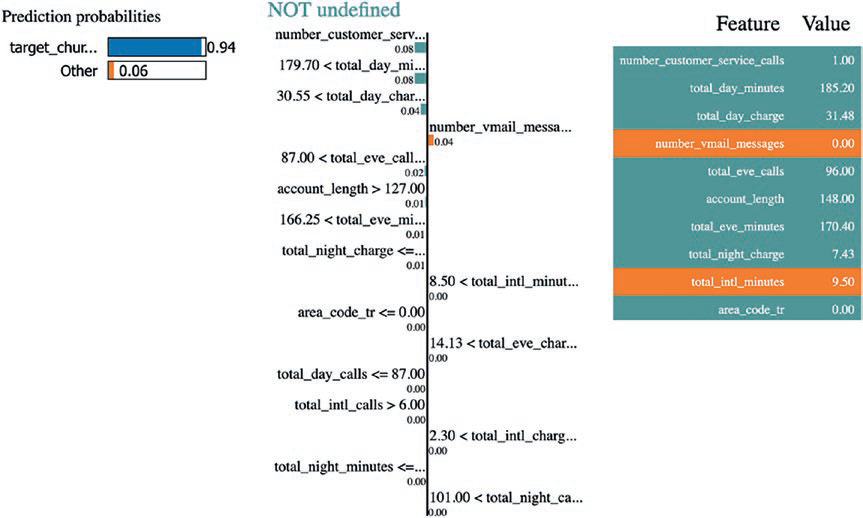 Prediction probabilities
target_chur... 0.94
Other 0.06
NOT undefined
number_customer_serv...
0.08
179.70 < total_day_mi...
0.08
30.55 < total_day_char...
0.04
number_vmail_messa...
0.04
87.00 < total_eve_call...
0.02
account_length > 127.00
0.01
166.25 < total_eve_mi...
0.01
total_night_charge <=...
0.01
8.50 < total_intl_minut...
0.00
area_code_tr <= 0.00
0.00
14.13 < total_eve_char...
0.00
total_day_calls <= 87.00
0.00
total_intl_calls > 6.00
0.00
2.30 < total_intl_charg...
0.00
total_night_minutes <=...
0.00
101.00 < total_night_ca...
0.00
Feature Value
number_customer_service_calls 1.00
total_day_minutes 185.20
total_day_charge 31.48
number_vmail_messages 0.00
total_eve_calls 96.00
account_length 148.00
total_eve_minutes 170.40
total_night_charge 7.43
total_intl_minutes 9.50
area_code_tr 0.00